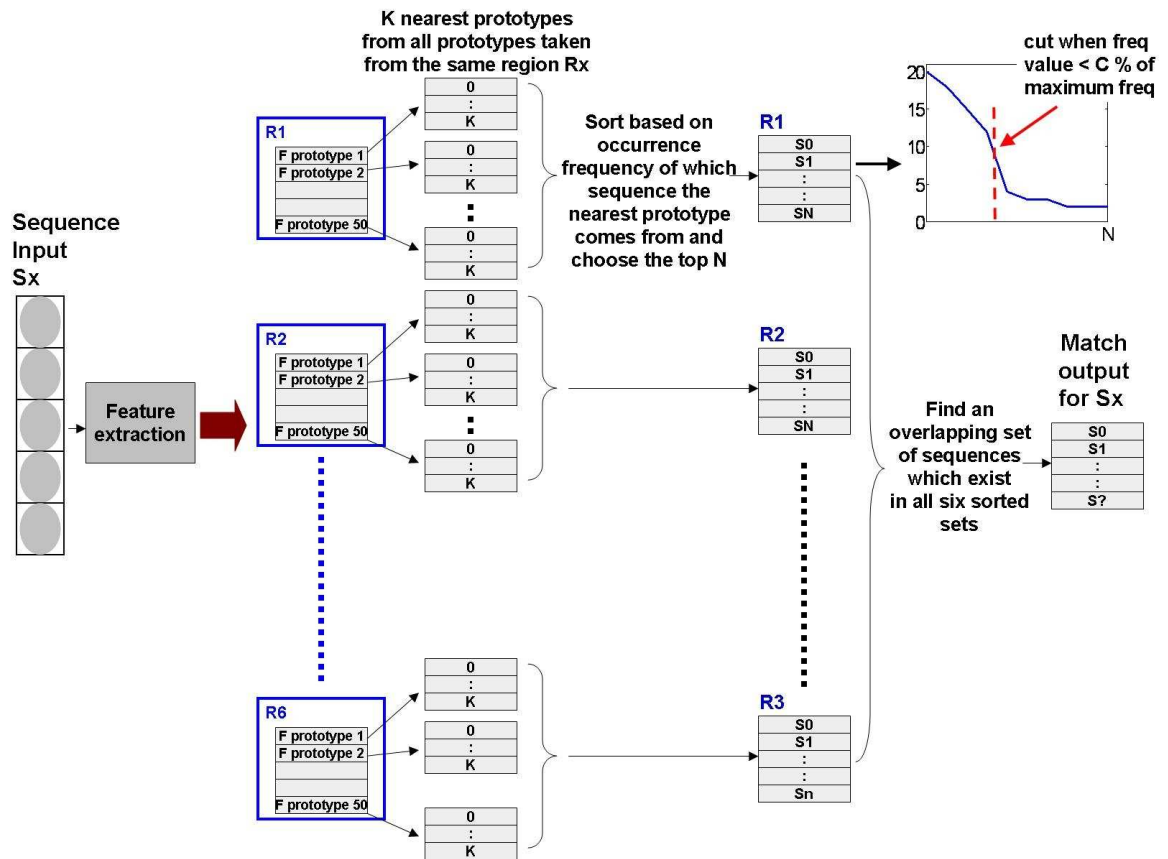 K nearest prototypes
from all prototypes taken
from the same region Rx
cut when freq
value < C % of
maximum freq
20
15
10
5
0
0
N
Sequence
Input
Sx
Feature
extraction
R1
F prototype 1
F prototype 2
F prototype 50
0
:
K
0
:
K
0
:
K
Sort based on
occurrence
frequency of which
sequence the
nearest prototype
comes from and
choose the top N
R1
S0
S1
:
:
SN
R2
F prototype 1
F prototype 2
F prototype 50
0
:
K
0
:
K
0
:
K
R2
S0
S1
:
:
SN
Find an
overlapping set
of sequences
which exist
in all six sorted
sets
Match
output
for Sx
S0
S1
:
:
S?
R6
F prototype 1
F prototype 2
F prototype 50
0
:
K
0
:
K
0
:
K
R3
S0
S1
:
:
Sn